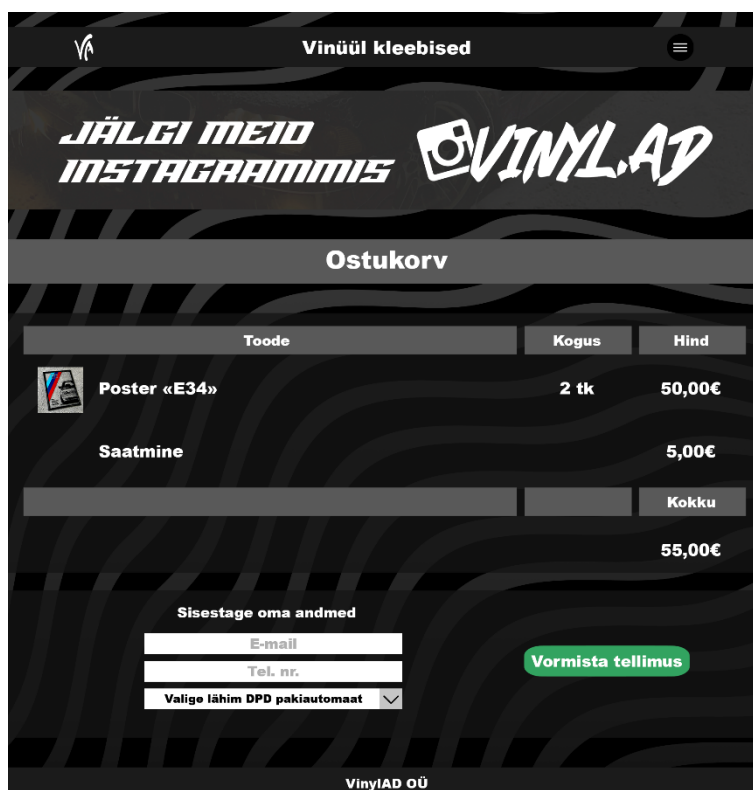 Vinüül kleebised
JÄLGI MEID
INSTAGRAMMIS
VINYL.AD
Ostukorv
Toode Kogus Hind
Poster «E34» 2 tk 50,00€
Saatmine 5,00€
Kokku
55,00€
Sisestage oma andmed
E-mail
Tel. nr.
Valige lähim DPD pakiautomaat
Vormista tellimus
VinylAD OÜ